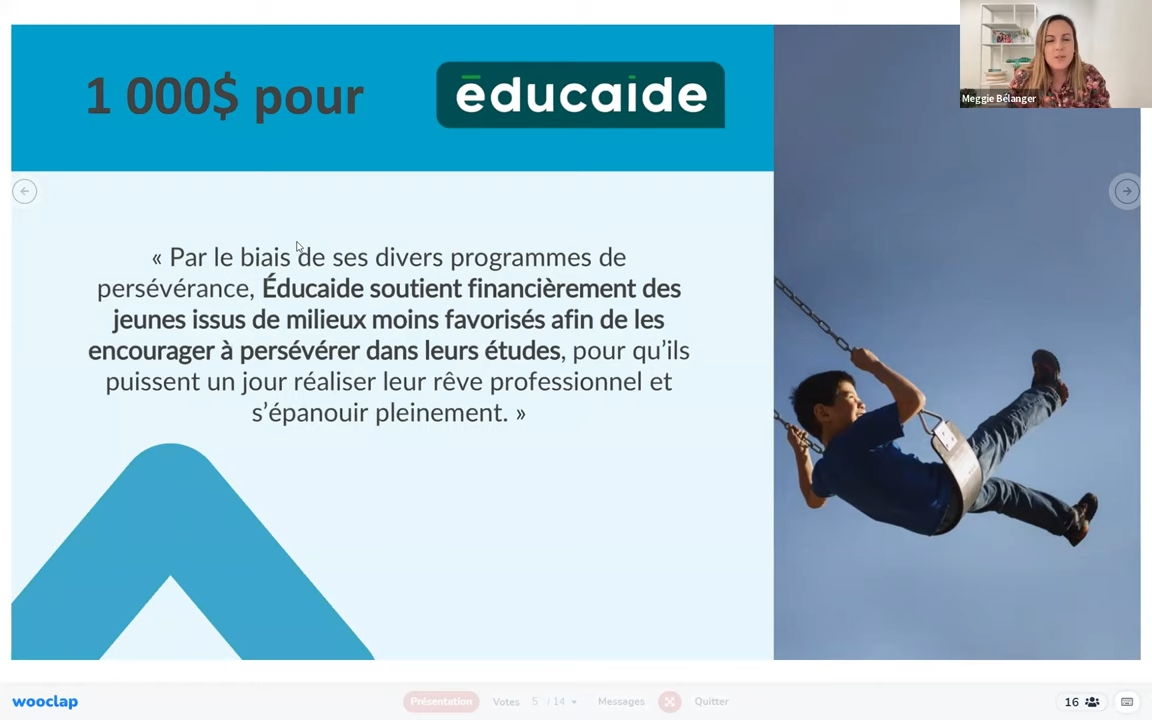 1 000$ pour
éducaide
Meggie Bélanger
« Par le biais de ses divers programmes de
persévérance, Éducaide soutient financièrement des
jeunes issus de milieux moins favorisés afin de les
encourager à persévérer dans leurs études, pour qu’ils
puissent un jour réaliser leur rêve professionnel et
s’épanouir pleinement. »
wooclap
Présentation
Votes 5 / 14
Messages
Quitter
16